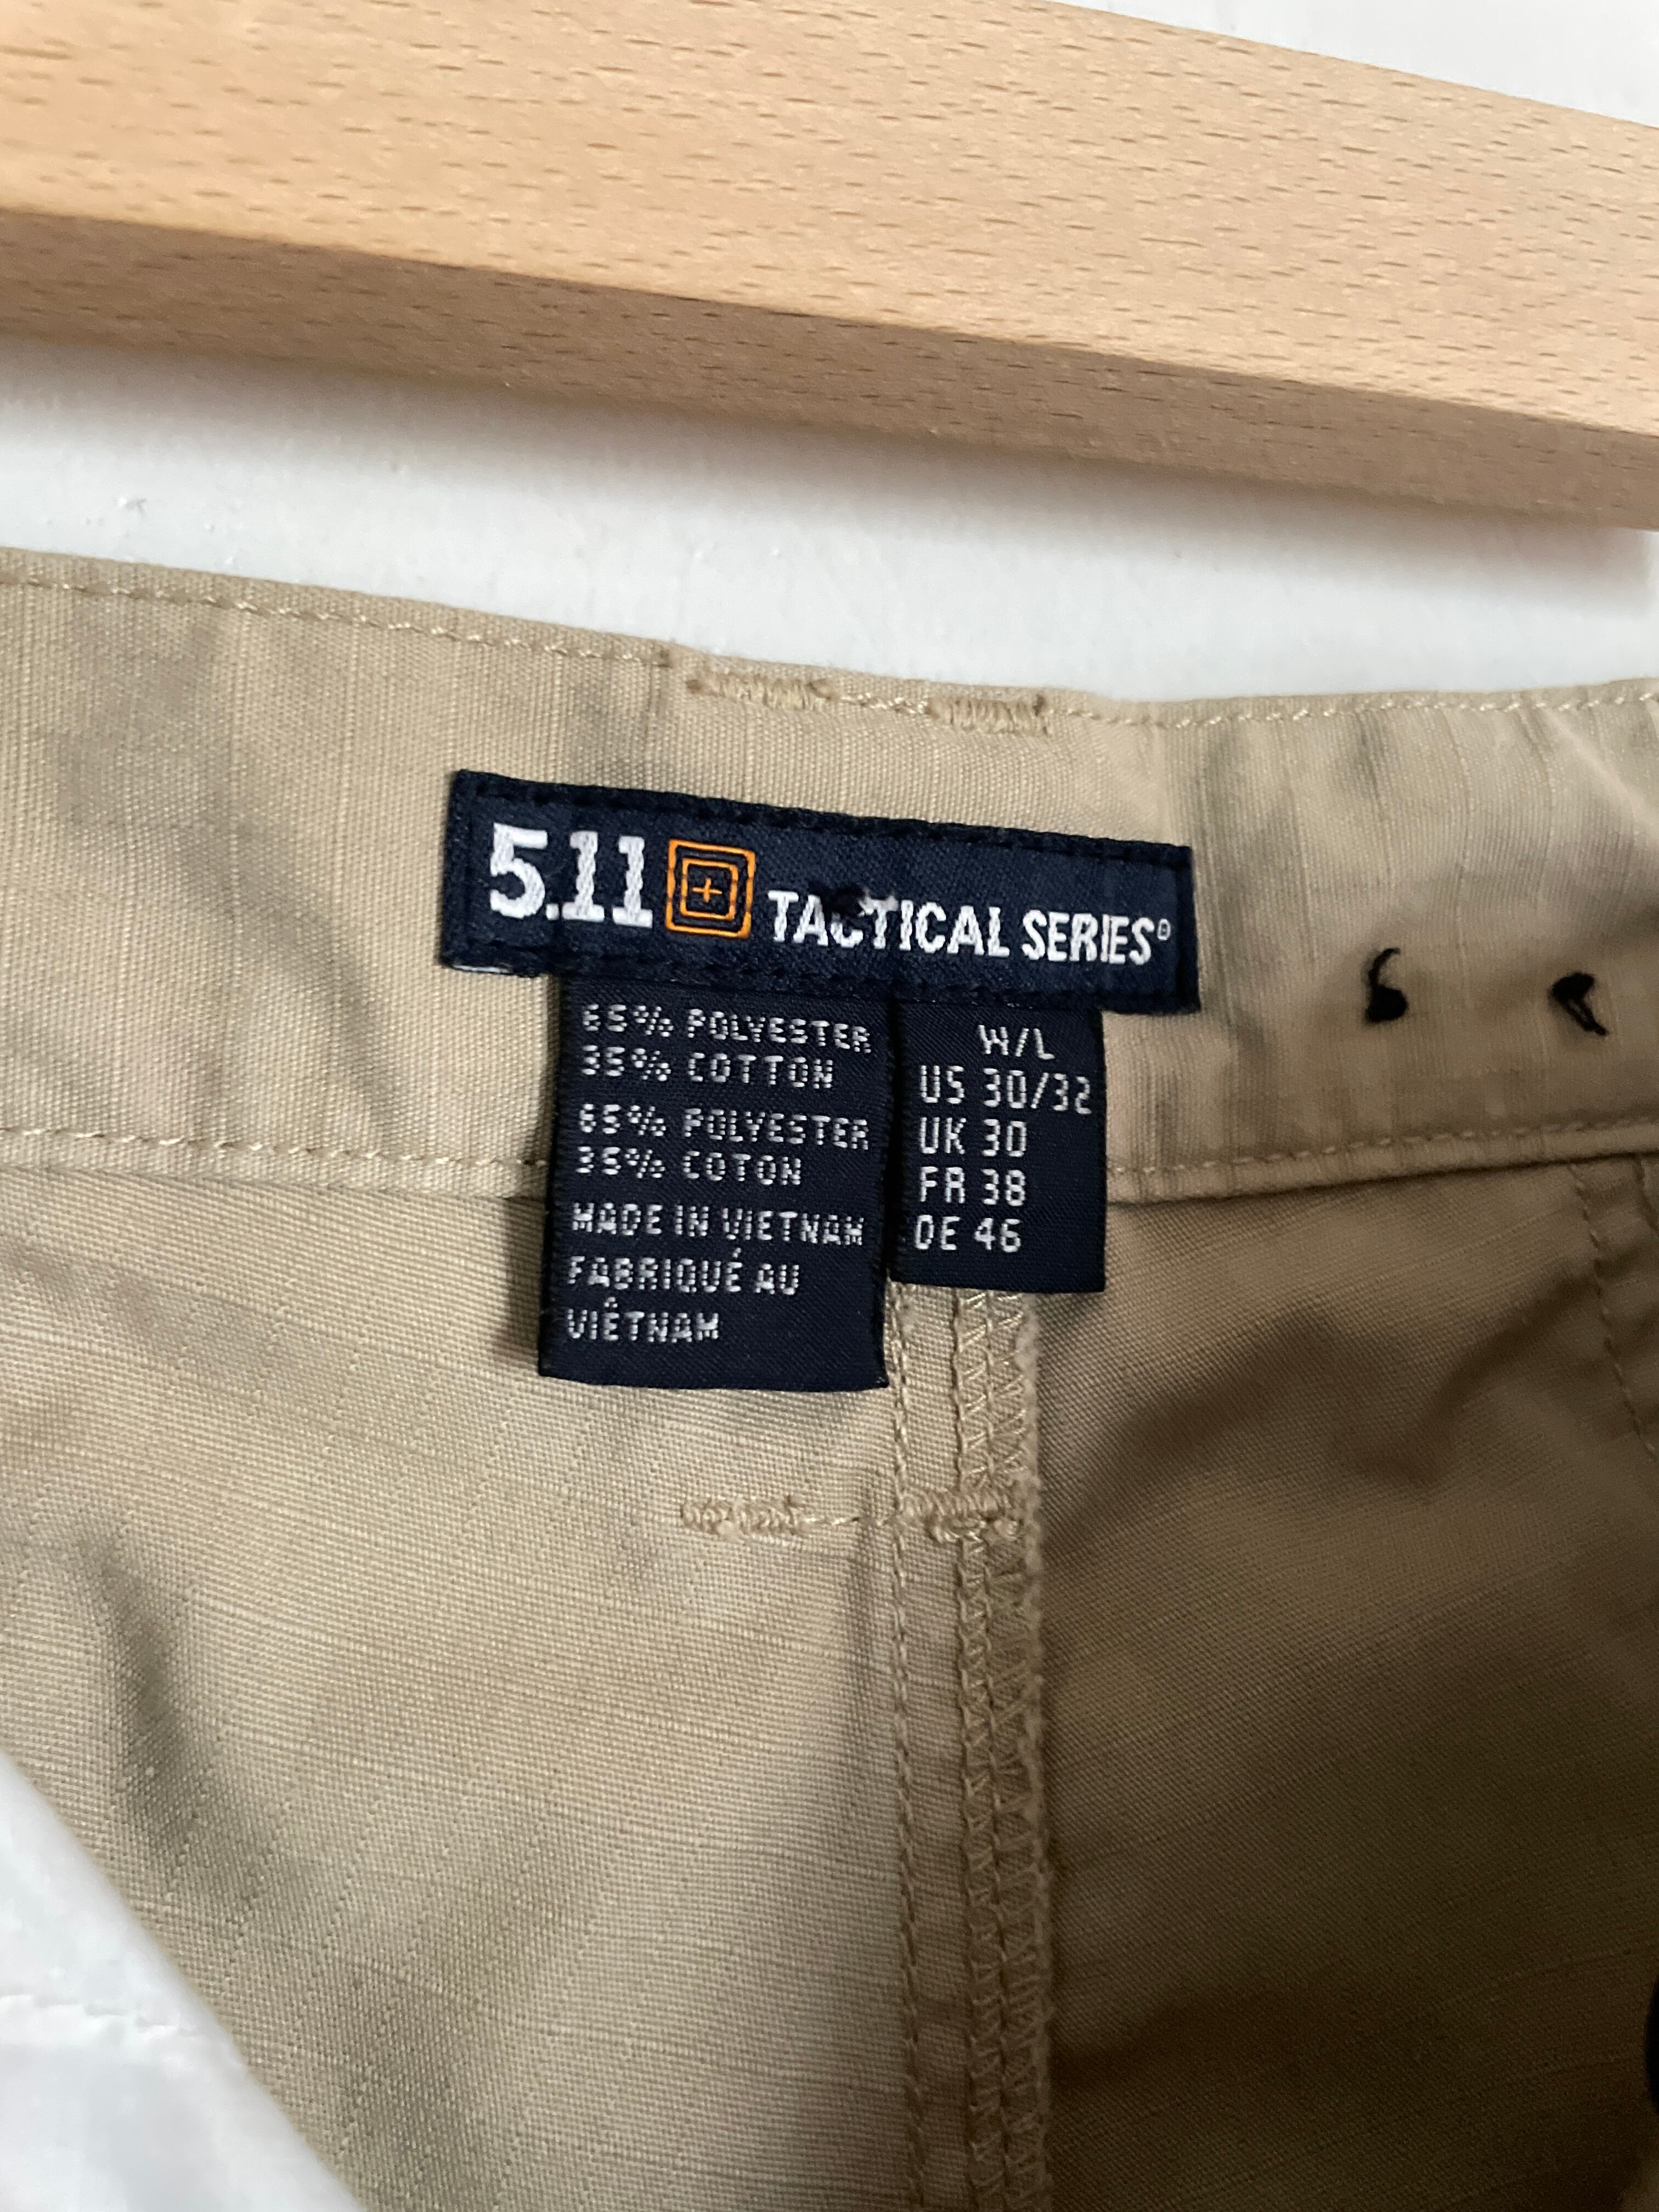 5.11 TACTICAL SERIES®
65% POLYESTER
35% COTTON
65% POLYESTER
35% COTON
MADE IN VIETNAM
FABRIQUÉ AU
VIÊTNAM
W/L
US 30/32
UK 30
FR 38
DE 46